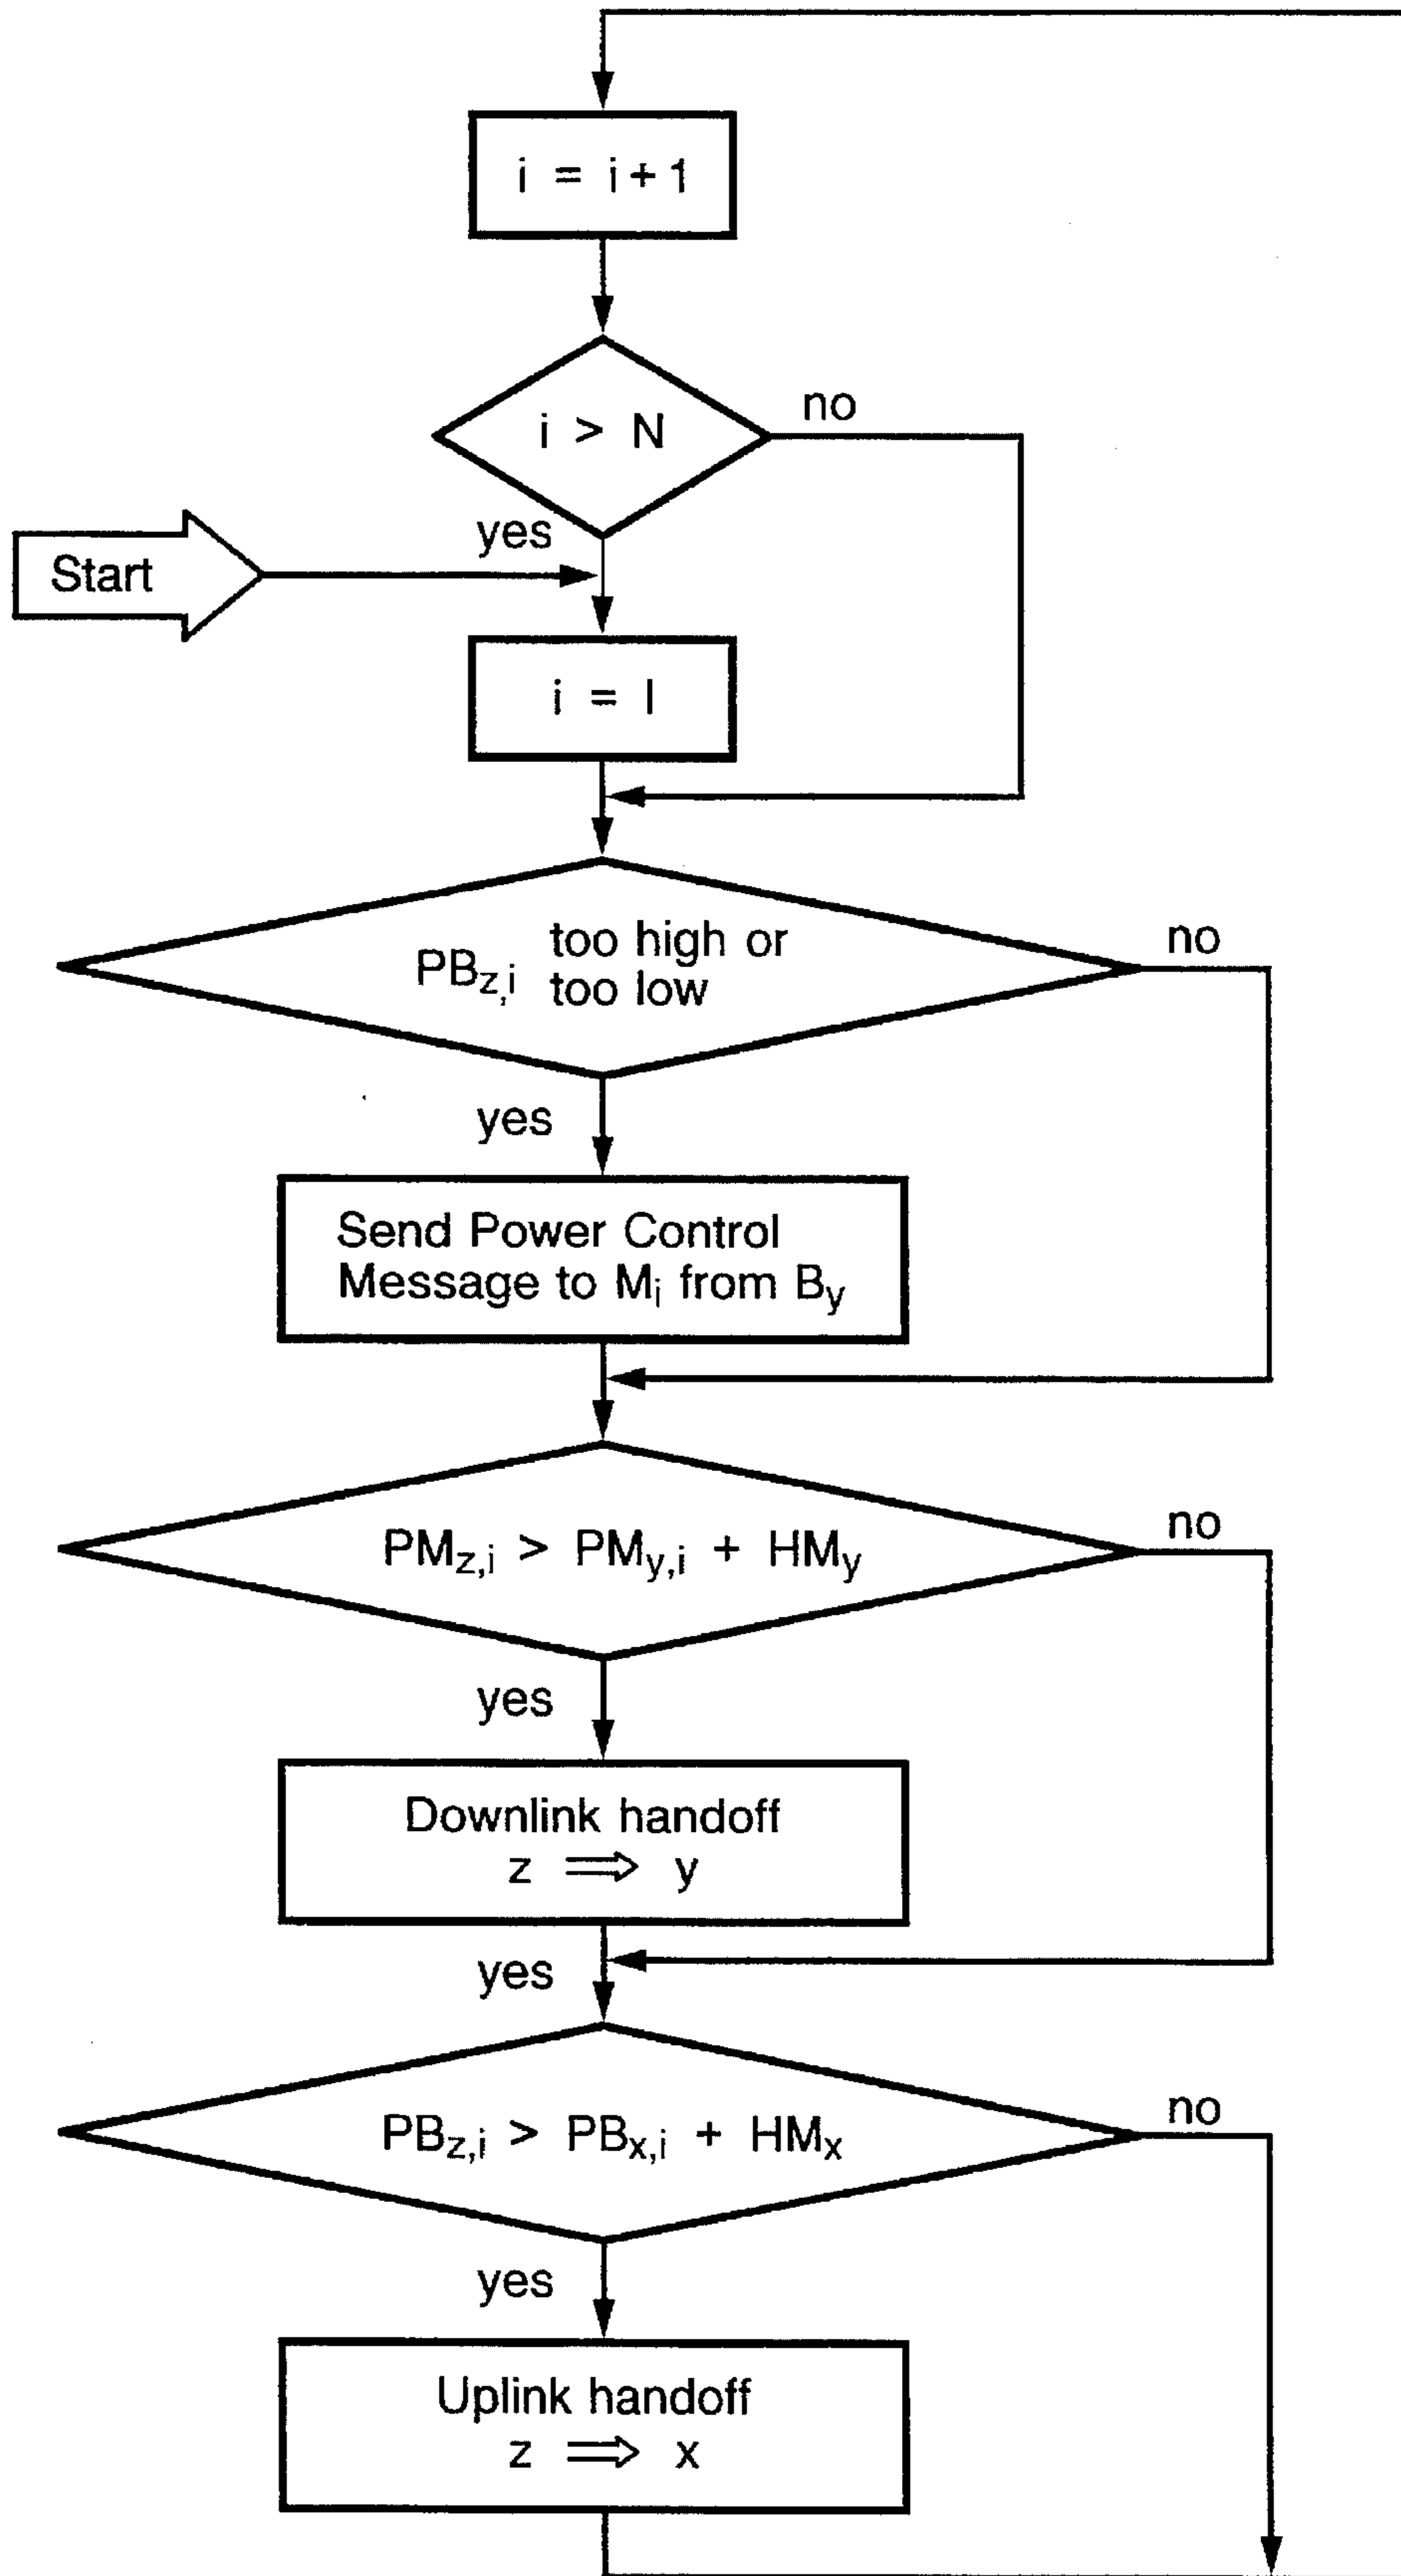 i = i + 1
i > N
no
yes
Start
i = I
PBz,i too high or
too low
no
yes
Send Power Control
Message to Mi from By
PMz,i > PMy,i + HMy
no
yes
Downlink handoff
z ⟹ y
yes
PBz,i > PBx,i + HMx
no
yes
Uplink handoff
z ⟹ x